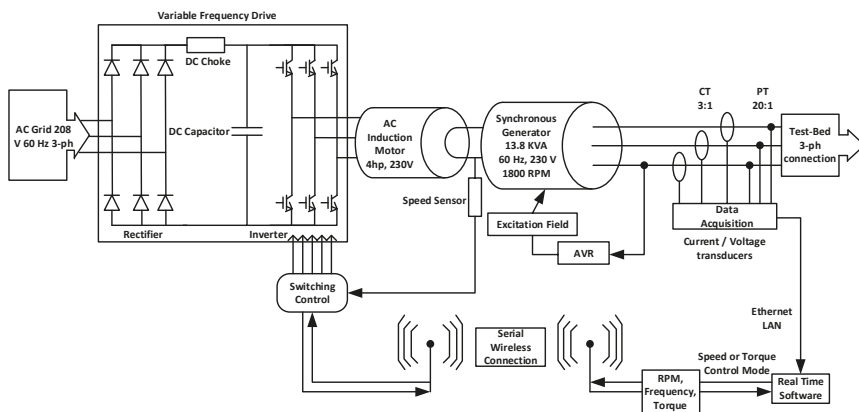 Variable Frequency Drive
DC Choke
DC Capacitor
Rectifier
Inverter
AC Grid 208
V 60 Hz 3-ph
AC
Induction
Motor
4hp, 230V
Speed Sensor
Synchronous
Generator
13.8 KVA
60 Hz, 230 V
1800 RPM
Excitation Field
AVR
CT
3:1
PT
20:1
Test-Bed
3-ph
connection
Data
Acquisition
Current / Voltage
transducers
Switching
Control
Serial
Wireless
Connection
Ethernet
LAN
Speed or Torque
Control Mode
RPM,
Frequency,
Torque
Real Time
Software